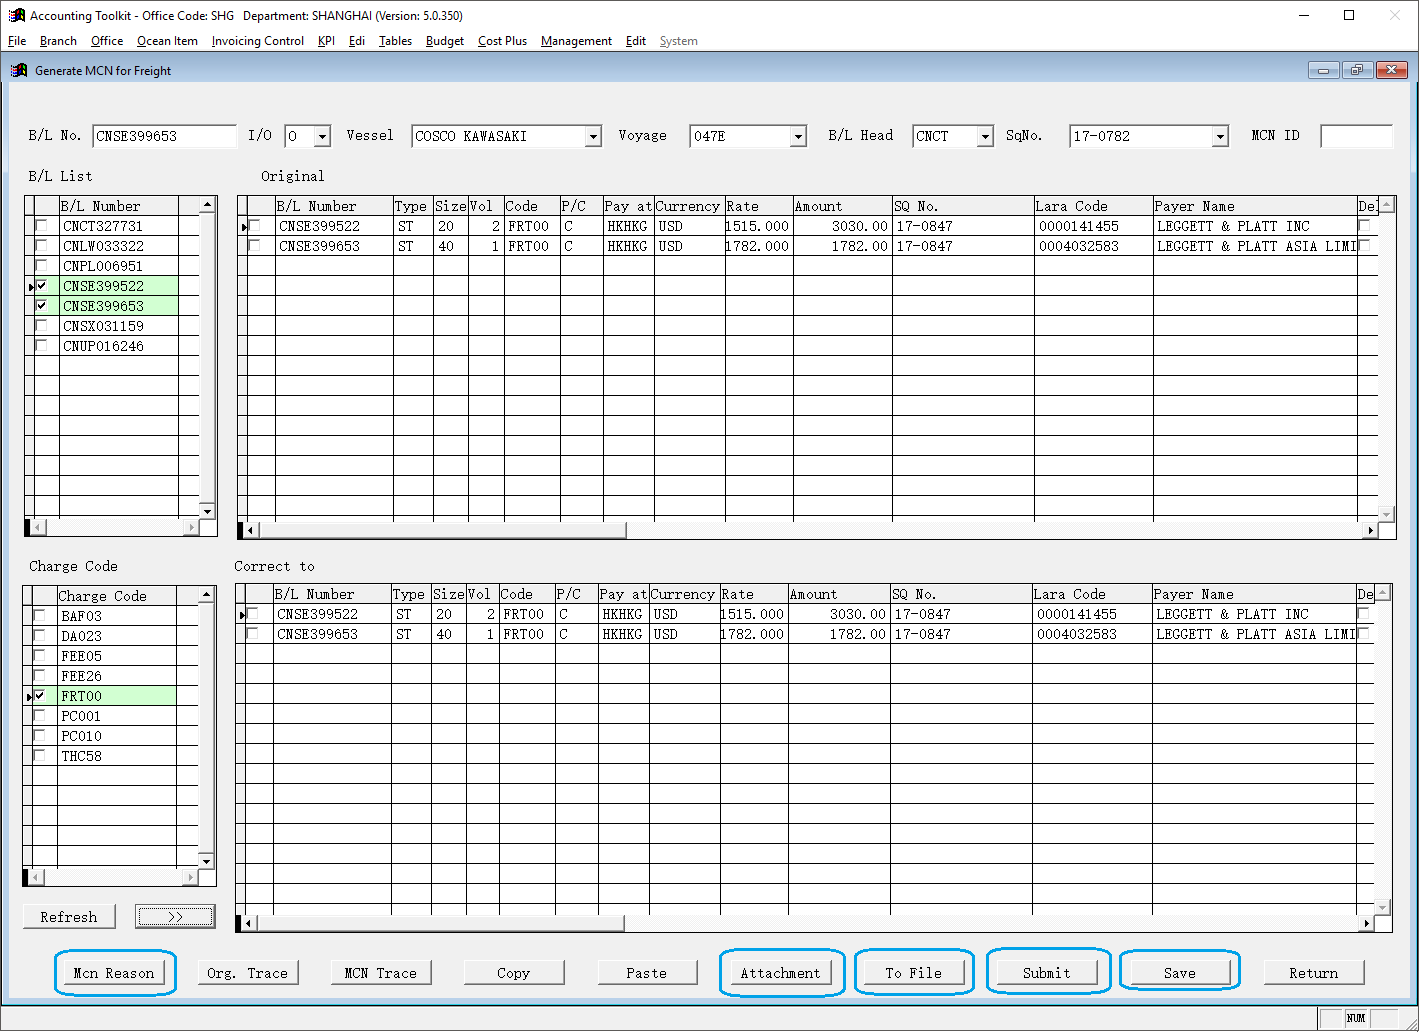 Accounting Toolkit - Office Code: SHG   Department: SHANGHAI (Version: 5.0.350)
File Branch Office Ocean Item Invoicing Control KPI Edi Tables Budget Cost Plus Management Edit System
Generate MCN for Freight
B/L No. CNSE399653 I/O O Vessel COSCO KAWASAKI Voyage 047E B/L Head CNCT SqNo. 17-0782 MCN ID
B/L List
B/L Number
CNCT327731
CNLW033322
CNPL006951
CNSE399522
CNSE399653
CNSX031159
CNUP016246
Original
B/L Number Type Size Vol Code P/C Pay at Currency Rate Amount SQ No. Lara Code Payer Name De
CNSE399522 ST 20 2 FRT00 C HKHKG USD 1515.000 3030.00 17-0847 0000141455 LEGGETT & PLATT INC
CNSE399653 ST 40 1 FRT00 C HKHKG USD 1782.000 1782.00 17-0847 0004032583 LEGGETT & PLATT ASIA LIMI
Charge Code
Charge Code
BAF03
DA023
FEE05
FEE26
FRT00
PC001
PC010
THC58
Correct to
B/L Number Type Size Vol Code P/C Pay at Currency Rate Amount SQ No. Lara Code Payer Name De
CNSE399522 ST 20 2 FRT00 C HKHKG USD 1515.000 3030.00 17-0847 0000141455 LEGGETT & PLATT INC
CNSE399653 ST 40 1 FRT00 C HKHKG USD 1782.000 1782.00 17-0847 0004032583 LEGGETT & PLATT ASIA LIMI
Refresh >>
Mcn Reason Org. Trace MCN Trace Copy Paste Attachment To File Submit Save Return
NUM